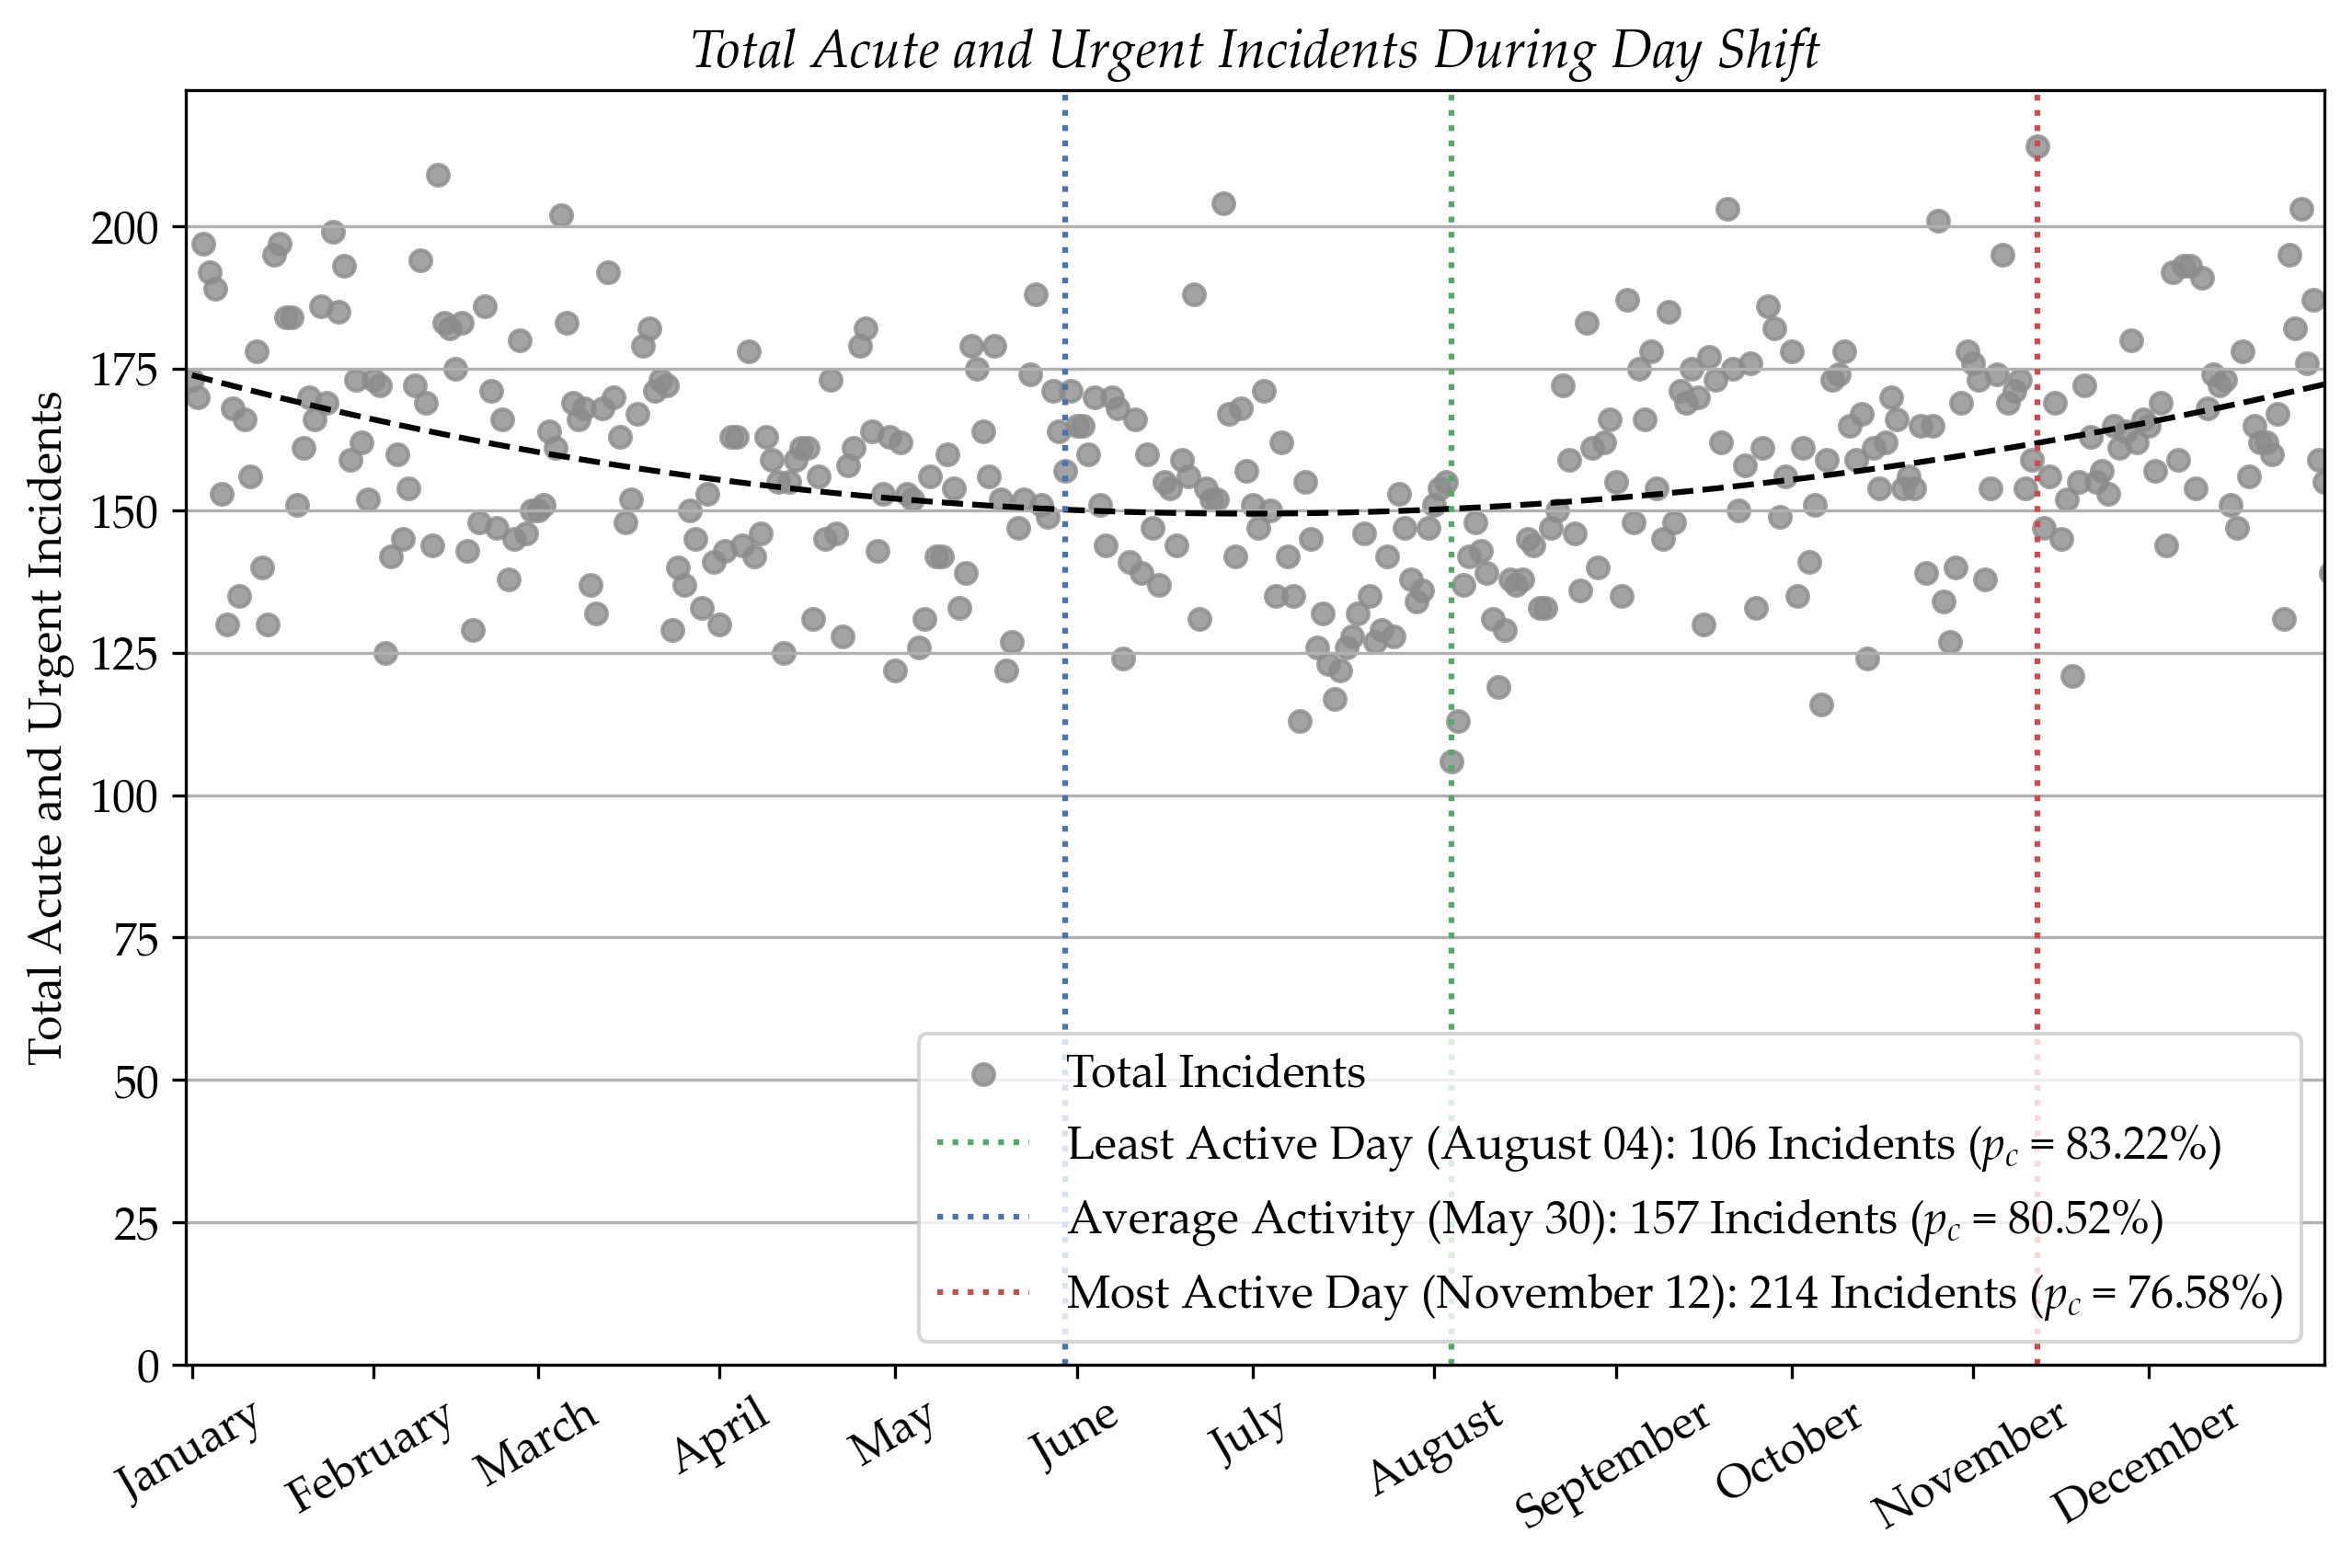 Total Acute and Urgent Incidents During Day Shift
Total Acute and Urgent Incidents
200
175
150
125
100
75
50
25
0
Total Incidents
Least Active Day (August 04): 106 Incidents (p_c = 83.22%)
Average Activity (May 30): 157 Incidents (p_c = 80.52%)
Most Active Day (November 12): 214 Incidents (p_c = 76.58%)
January
February
March
April
May
June
July
August
September
October
November
December